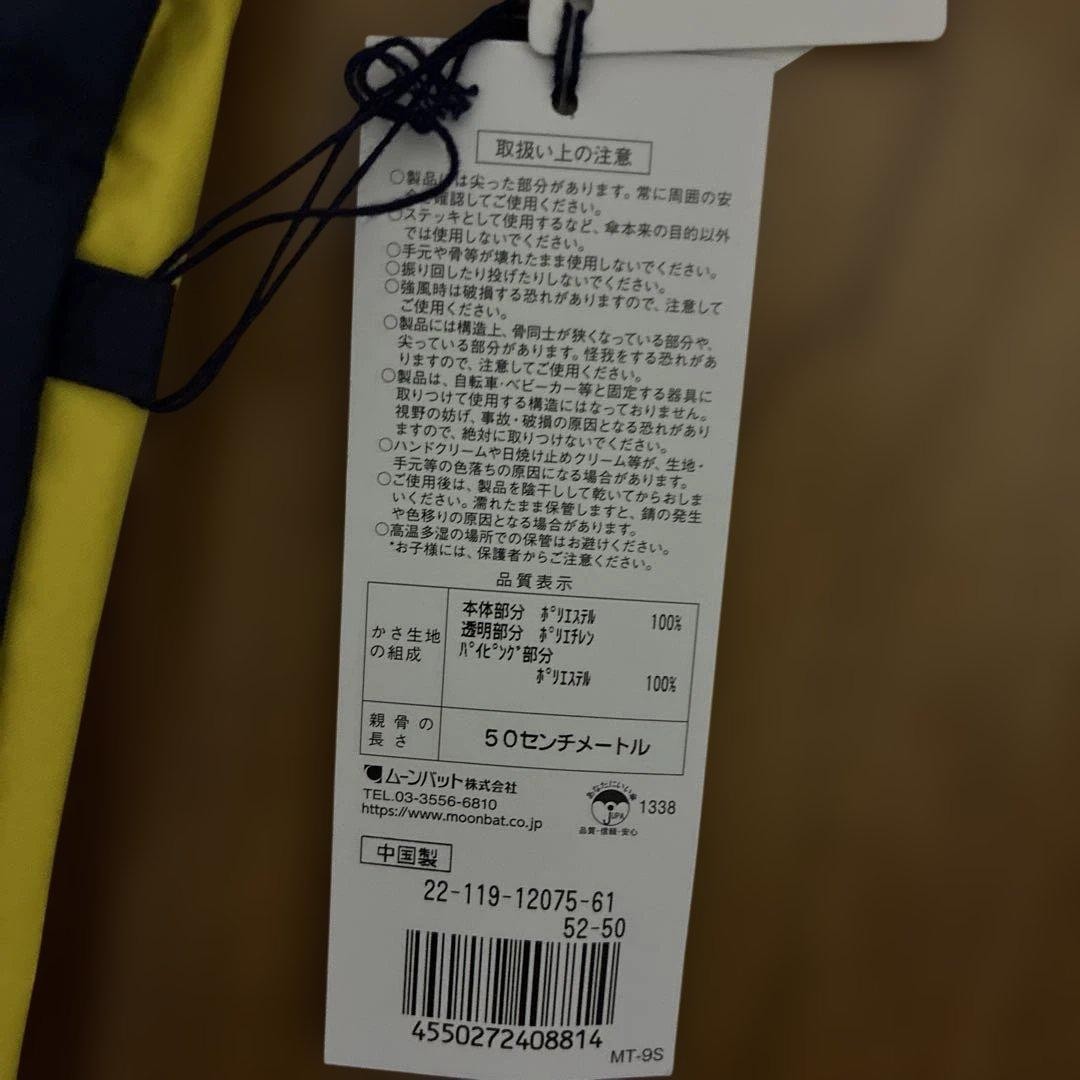 取扱い上の注意
○製品には尖った部分があります。常に周囲の安
全を確認してご使用ください。
○ステッキとして使用するなど、傘本来の目的以外
では使用しないでください。
○手元や骨等が壊れたまま使用しないでください。
○振り回したり投げたりしないでください。
○強風時は破損する恐れがありますので、注意して
ご使用ください。
○製品には構造上、骨同士が狭くなっている部分や、
尖っている部分があります。怪我をする恐れがあ
りますので、注意してご使用ください。
○製品は、自転車・ベビーカー等と固定する器具に
取りつけて使用する構造にはなっておりません。
視野の妨げ、事故・破損の原因となる恐れがあり
ますので、絶対に取りつけないでください。
○ハンドクリームや日焼け止めクリーム等が、生地・
手元等の色落ちの原因になる場合があります。
○ご使用後は、製品を陰干しして乾いてからおしま
いください。濡れたまま保管しますと、錆の発生
や色移りの原因となる場合があります。
○高温多湿の場所での保管はお避けください。
*お子様には、保護者からご注意ください。
品質表示
かさ生地
の組成
本体部分 ポリエステル 100%
透明部分 ポリエチレン
パイピング部分
ポリエステル 100%
親骨の
長さ
50センチメートル
ムーンバット株式会社
TEL.03-3556-6810
https://www.moonbat.co.jp
あなたにいい傘
JUPA
品質・信頼・安心
1338
中国製
22-119-12075-61
52-50
4550272408814
MT-9S